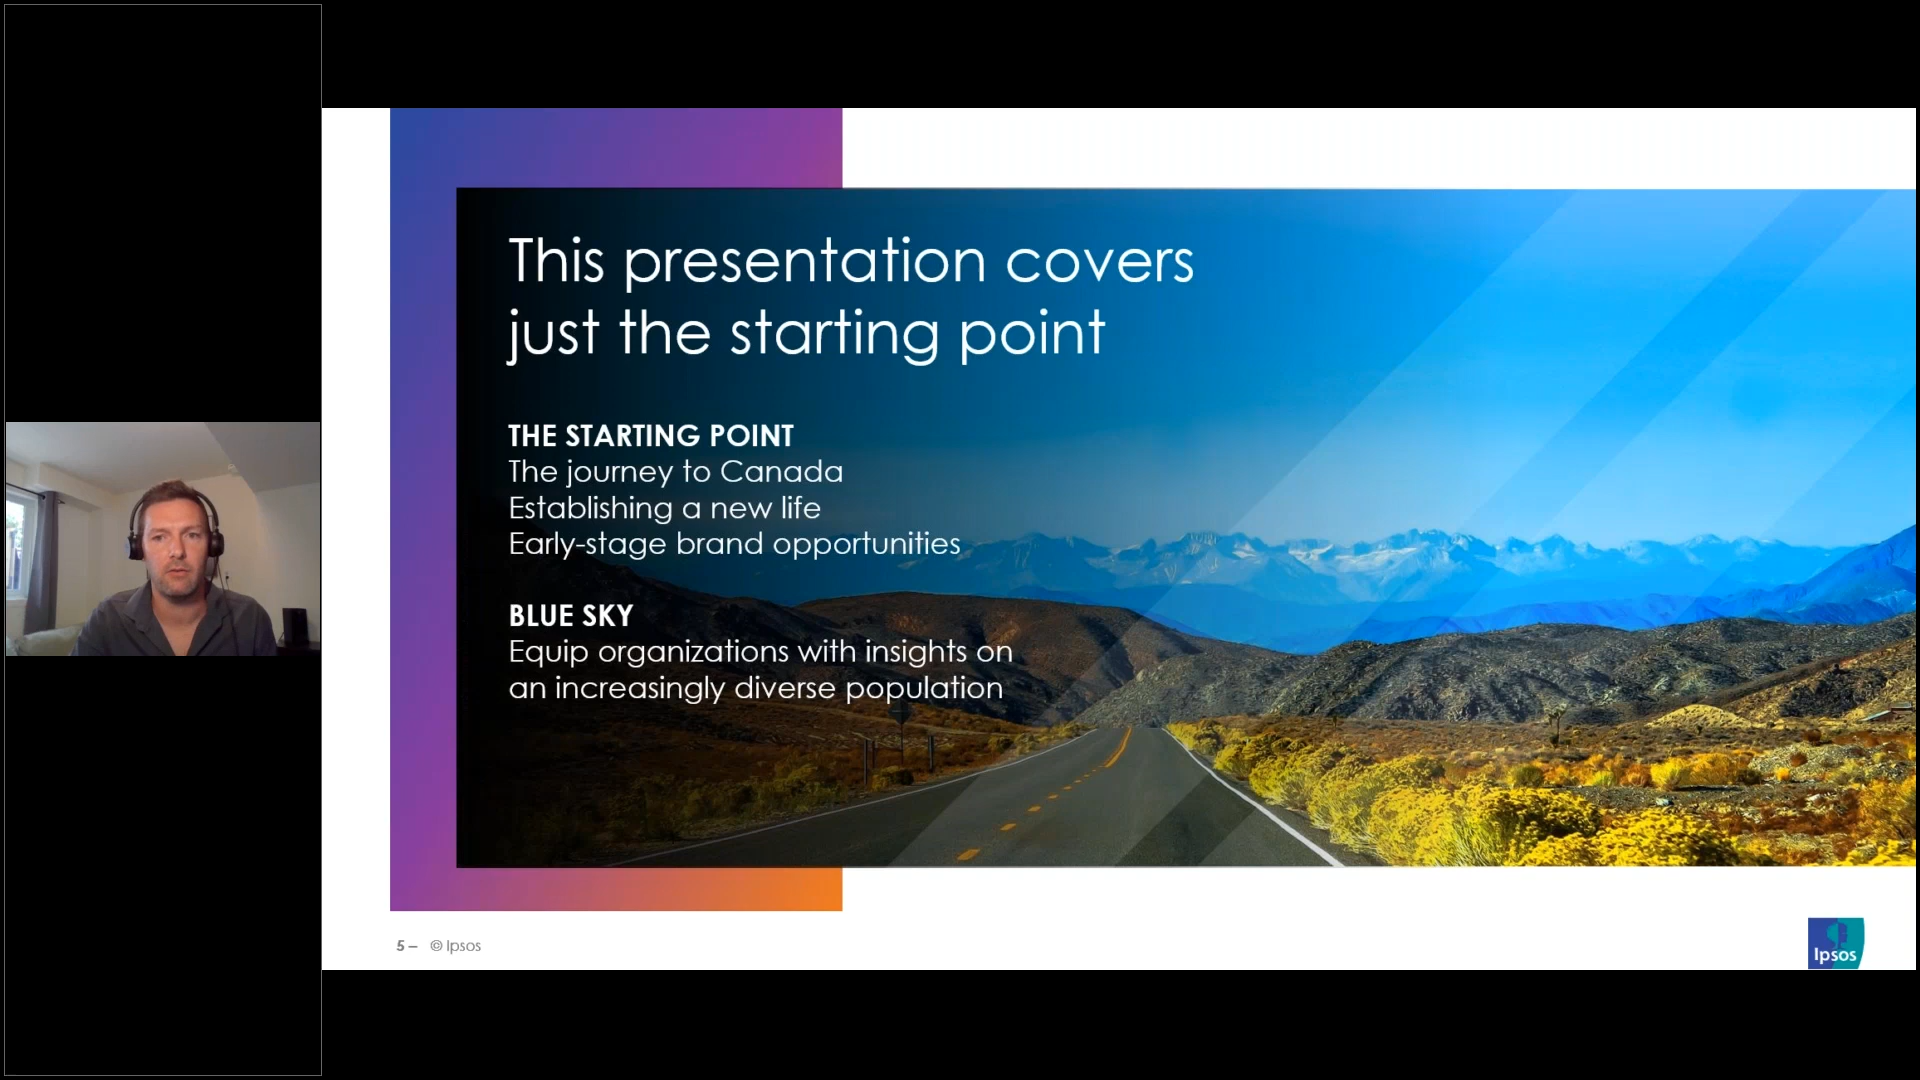 This presentation covers
just the starting point
THE STARTING POINT
The journey to Canada
Establishing a new life
Early-stage brand opportunities
BLUE SKY
Equip organizations with insights on
an increasingly diverse population
5 – © Ipsos
Ipsos